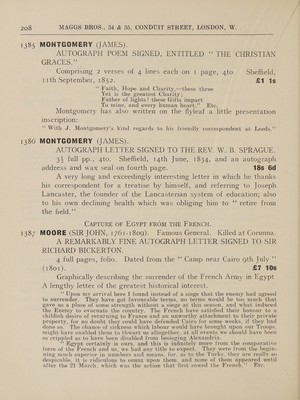 208 MAGGS BROS., 34 & 35, CONDUIT STREET, LONDON, W.
1385 MONTGOMERY (JAMES).
AUTOGRAPH POEM SIGNED, ENTITLED " THE CHRISTIAN
GRACES."
Comprising 2 verses of 4 lines each on 1 page, 4to. Sheffield,
11th September, 1852. £1 1s
" Faith, Hope and Charity,—these three
Yet is the greatest Charity;
Father of lights! these gifts impart
To mine, and every human heart." Etc.
Montgomery has also written on the flyleaf a little presentation
inscription:
" With J. Montgomery's kind regards to his friendly correspondent at Leeds."
1386 MONTGOMERY (JAMES).
AUTOGRAPH LETTER SIGNED TO THE REV. W. B. SPRAGUE.
3½ full pp., 4to. Sheffield, 14th June, 1834, and an autograph
address and wax seal on fourth page. 18s 6d
A very long and exceedingly interesting letter in which he thanks
his correspondent for a treatise by himself, and referring to Joseph
Lancaster, the founder of the Lancasterian system of education; also
to his own declining health which was obliging him to " retire from
the field."
CAPTURE OF EGYPT FROM THE FRENCH.
1387 MOORE (SIR JOHN, 1761-1809). Famous General. Killed at Corunna.
A REMARKABLY FINE AUTOGRAPH LETTER SIGNED TO SIR
RICHARD BICKERTON.
4 full pages, folio. Dated from the " Camp near Cairo 9th July "
(1801). £7 10s
Graphically describing the surrender of the French Army in Egypt
A lengthy letter of the greatest historical interest.
" Upon my arrival here I found instead of a siege that the enemy had agreed
to surrender. They have got favourable terms, no terms would be too much that
gave us a place of some strength without a siege at this season, and what induced
the Enemy to evacuate the country. The French have satisfied their honour to a
childish desire of returning to France and an unworthy attachment to their private
property, for no doubt they could have defended Cairo for some weeks, if they had
done so. The chance of sickness which labour would have brought upon our Troops,
might have enabled them to thwart us altogether, at all events we should have been
so crippled as to have been disabled from besieging Alexandria.
" Egypt certainly is ours, and this is infinitely more from the comparative
force of the French and us, we had any title to expect. They were from the begin-
ning much superior in numbers and means, for, as to the Turks, they are really so
despicable, it is ridiculous to count upon them, and none of them appeared until
after the 21 March, which was the action that first cowed the French." Etc.